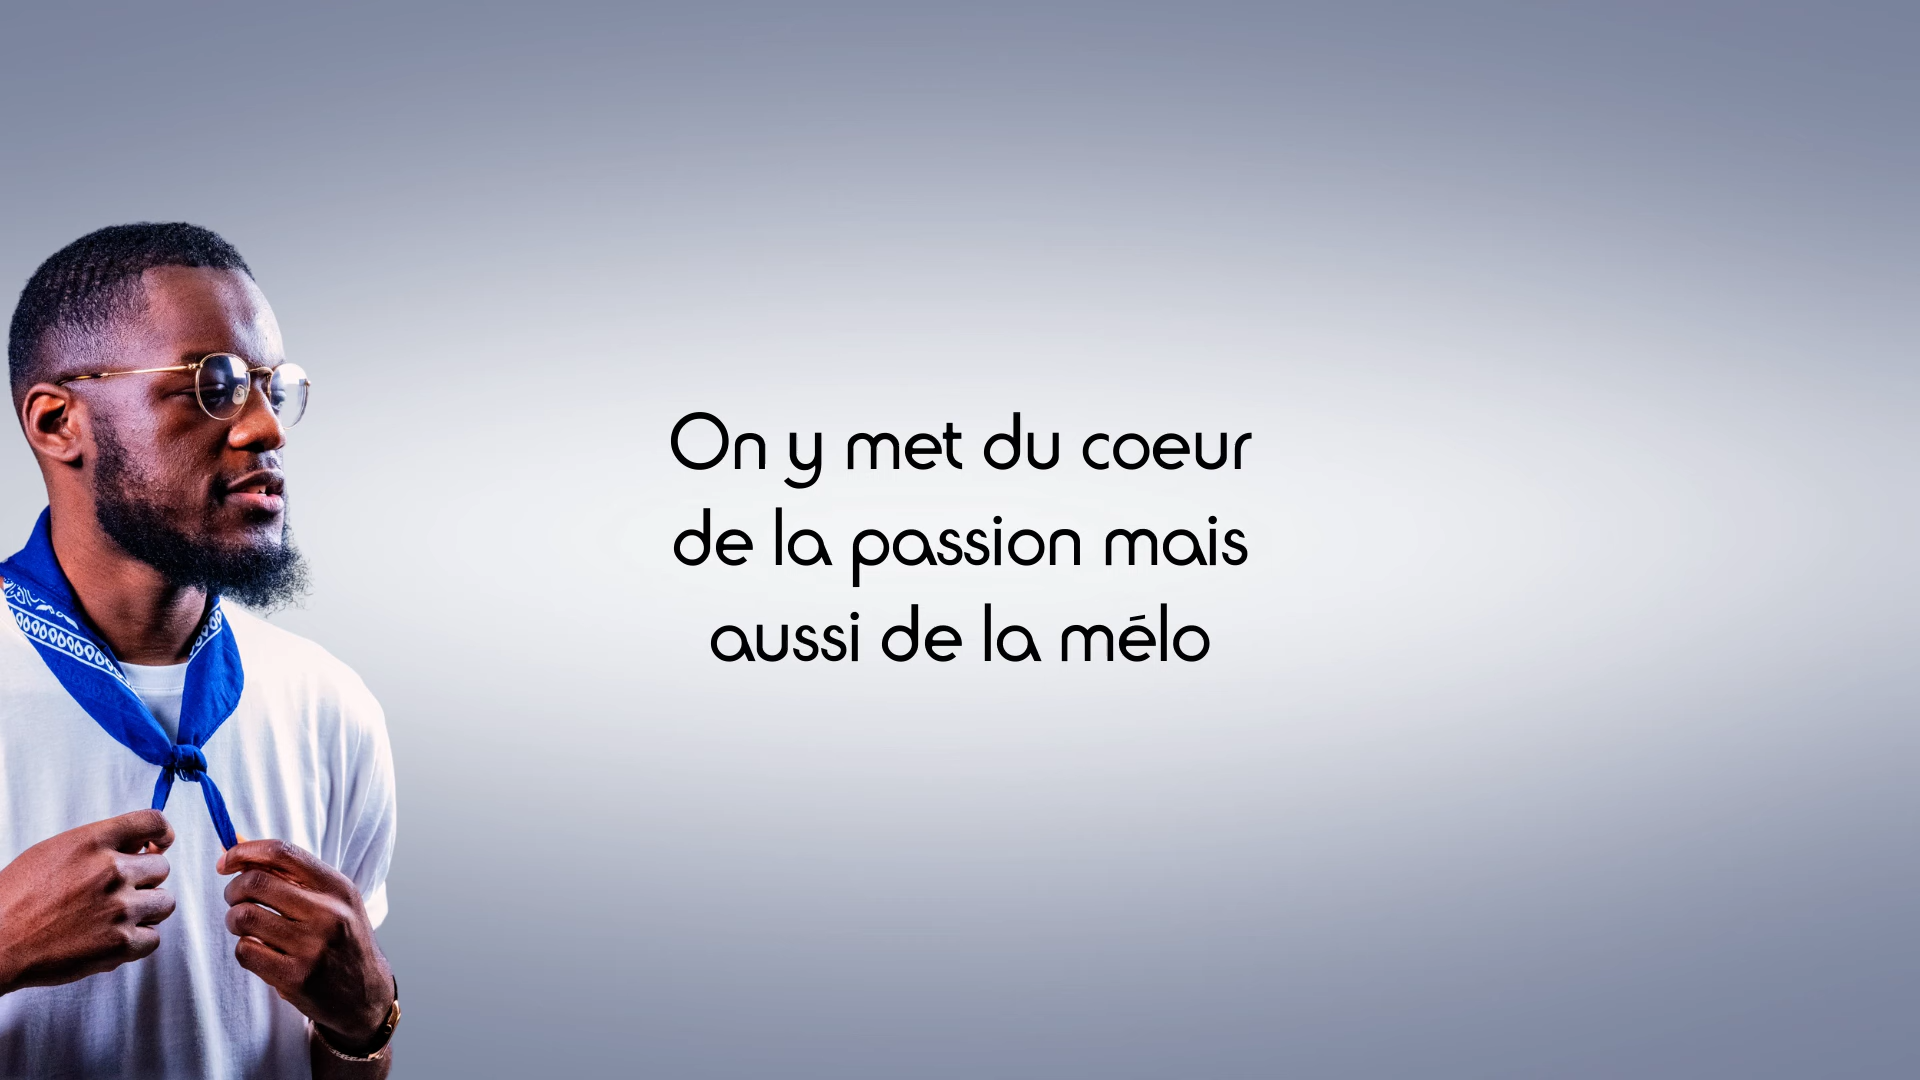 On y met du coeur
de la passion mais
aussi de la mélo